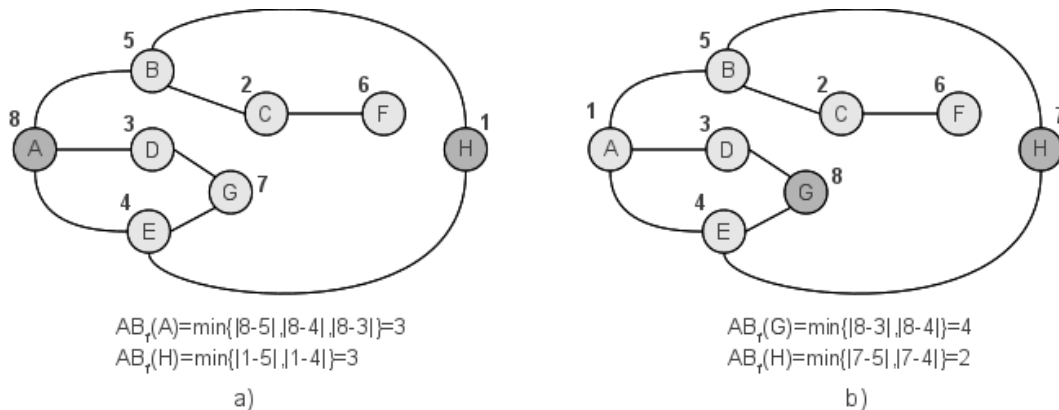 5
B
2
C
6
F
8
A
3
D
1
H
G
7
4
E
AB_f(A)=min{|8-5|,|8-4|,|8-3|}=3
AB_f(H)=min{|1-5|,|1-4|}=3
a)
5
B
2
C
6
F
1
A
3
D
7
H
G
8
4
E
AB_f(G)=min{|8-3|,|8-4|}=4
AB_f(H)=min{|7-5|,|7-4|}=2
b)